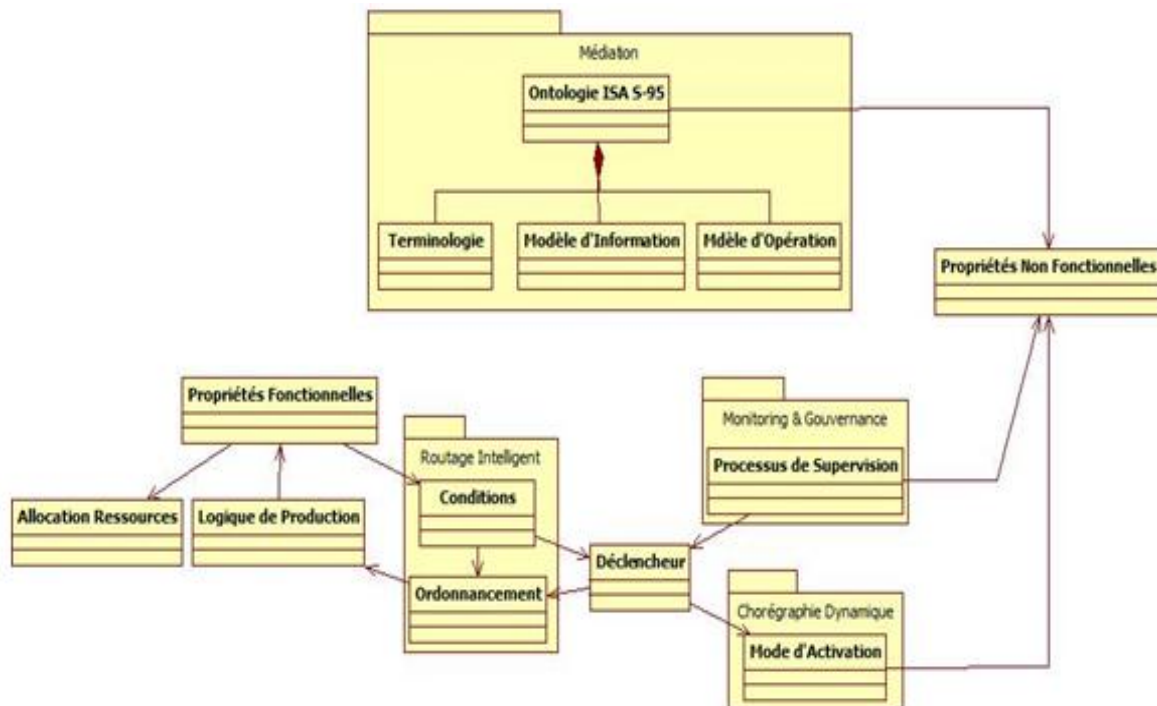 Médiation
Ontologie ISA S-95
Terminologie
Modèle d'Information
Mdèle d'Opération
Propriétés Non Fonctionnelles
Propriétés Fonctionnelles
Monitoring & Gouvernance
Routage Intelligent
Processus de Supervision
Conditions
Allocation Ressources
Logique de Production
Déclencheur
Ordonnancement
Chorégraphie Dynamique
Mode d'Activation